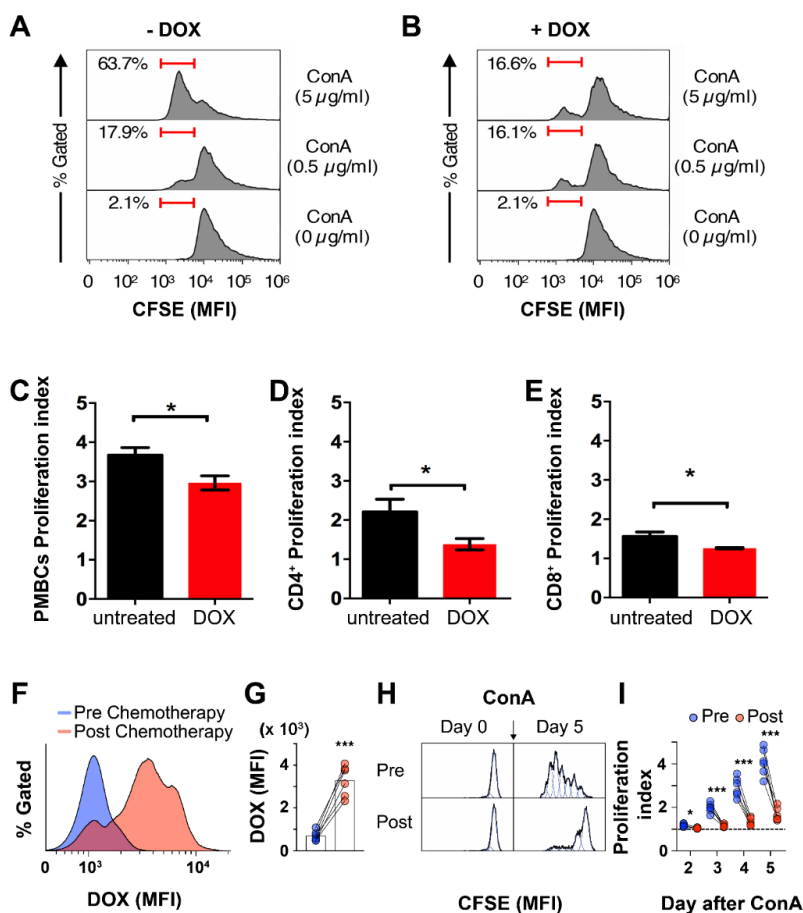 A
- DOX
63.7%
ConA
(5 µg/ml)
17.9%
ConA
(0.5 µg/ml)
2.1%
ConA
(0 µg/ml)
% Gated
0 10² 10³ 10⁴ 10⁵ 10⁶
CFSE (MFI)
B
+ DOX
16.6%
ConA
(5 µg/ml)
16.1%
ConA
(0.5 µg/ml)
2.1%
ConA
(0 µg/ml)
% Gated
0 10² 10³ 10⁴ 10⁵ 10⁶
CFSE (MFI)
C
PMBCs Proliferation index
5
4
3
2
1
0
*
untreated DOX
D
CD4⁺ Proliferation index
5
4
3
2
1
0
*
untreated DOX
E
CD8⁺ Proliferation index
5
4
3
2
1
0
*
untreated DOX
F
Pre Chemotherapy
Post Chemotherapy
% Gated
0 10³ 10⁴
DOX (MFI)
G
(x 10³)
DOX (MFI)
4
2
0
***
H
ConA
Day 0 Day 5
Pre
Post
CFSE (MFI)
I
Pre Post
Proliferation
index
4
2
0
* *** *** ***
2 3 4 5
Day after ConA